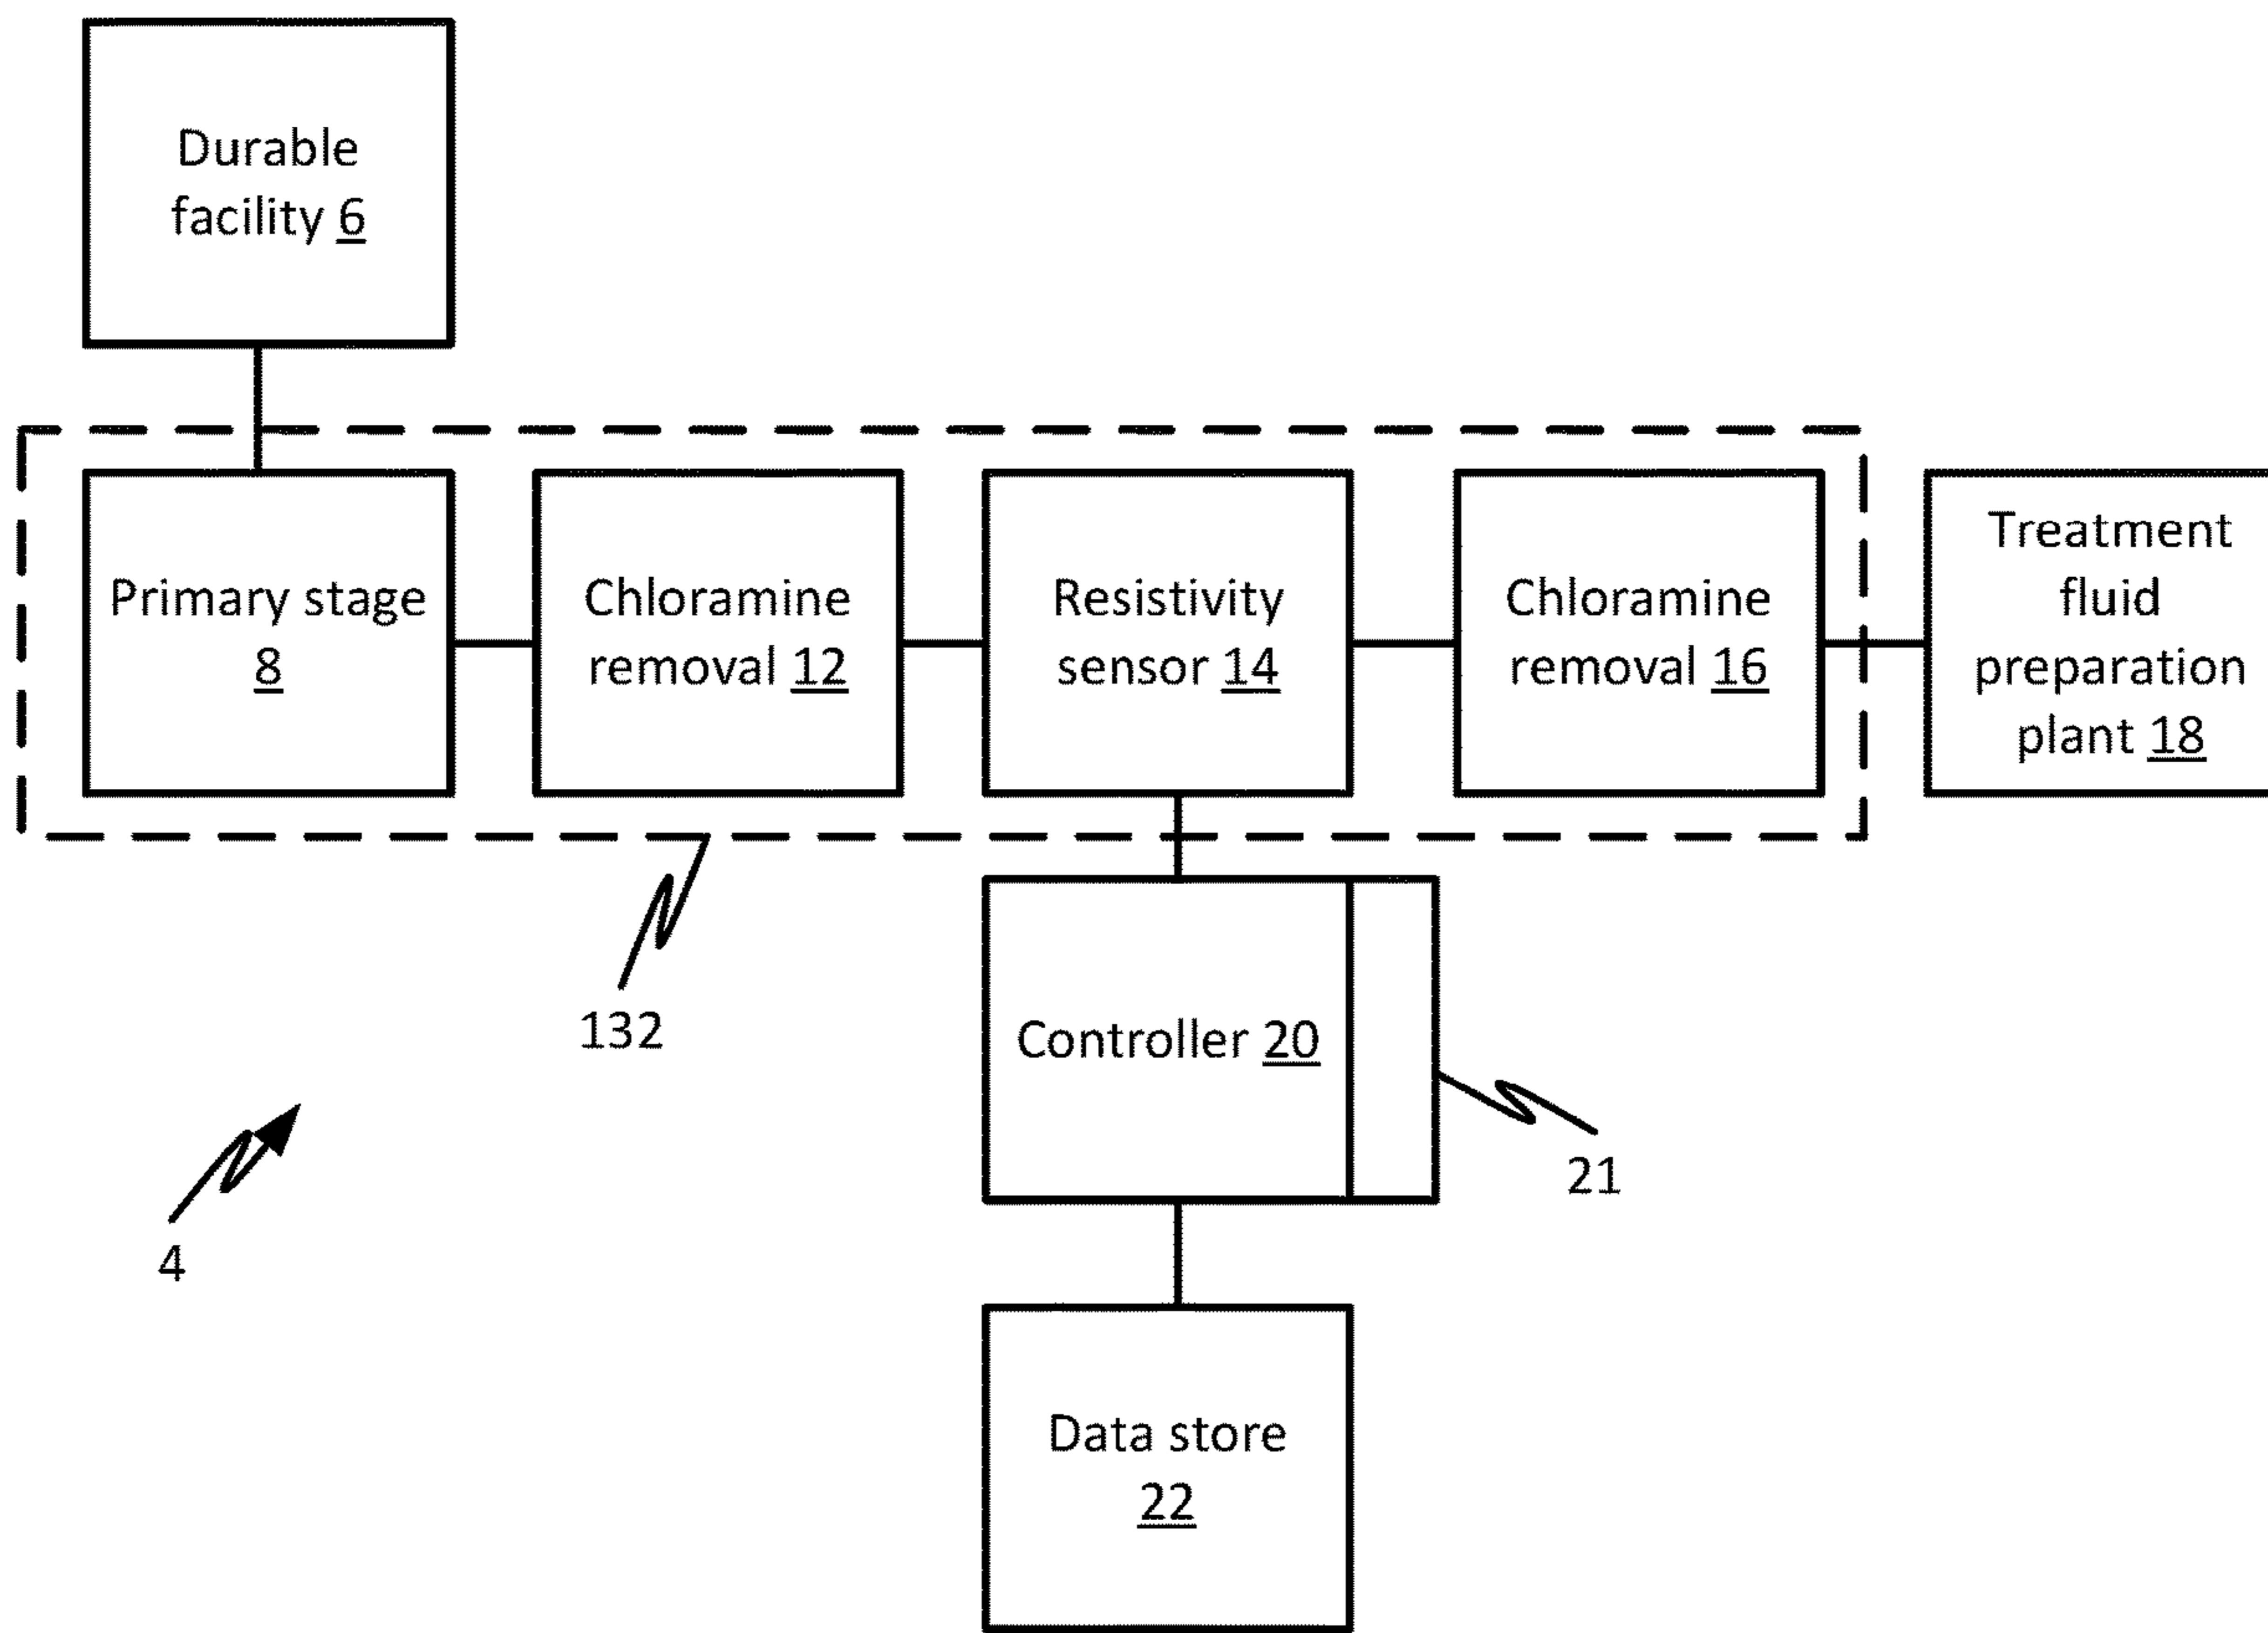 Durable
facility 6
Primary stage
8
Chloramine
removal 12
Resistivity
sensor 14
Chloramine
removal 16
Treatment
fluid
preparation
plant 18
132
Controller 20
21
4
Data store
22